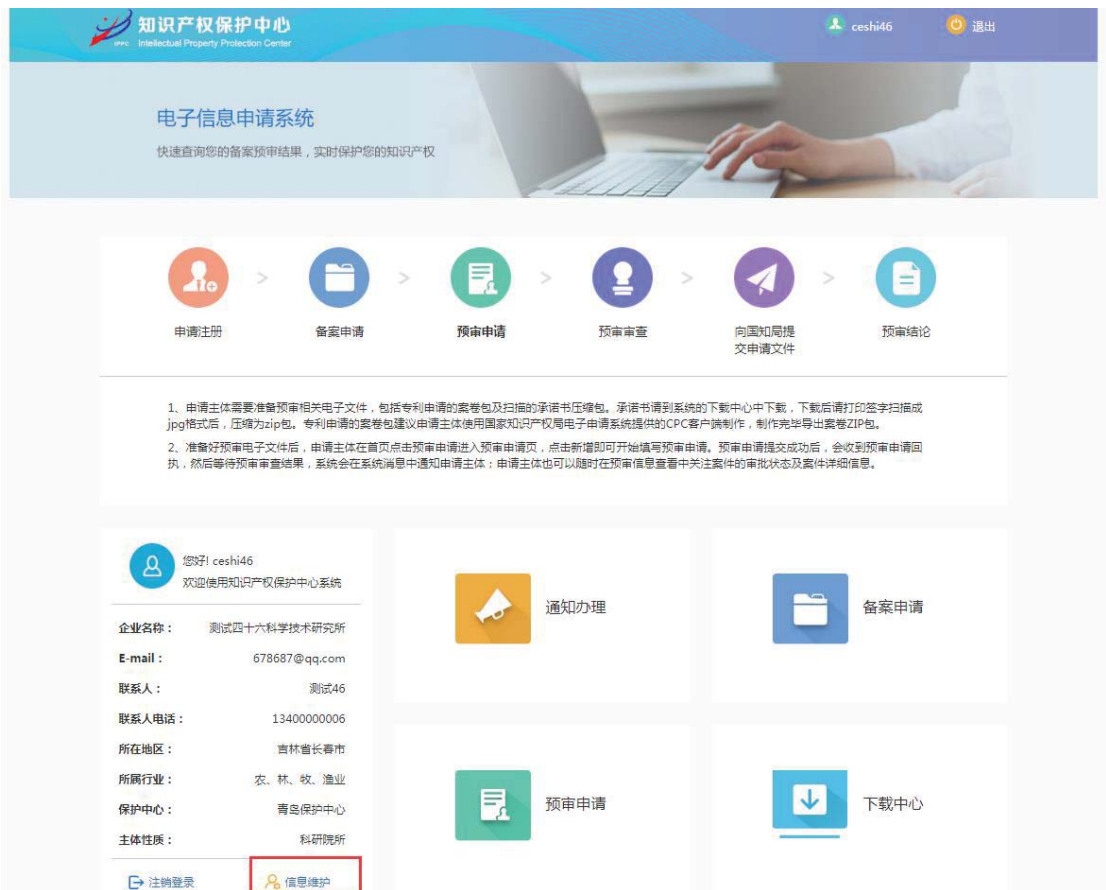 知识产权保护中心
IPPC Intellectual Property Protection Center
ceshi46
退出
电子信息申请系统
快速查询您的备案预审结果，实时保护您的知识产权
申请注册 > 备案申请 > 预审申请 > 预审审查 > 向国知局提 > 预审结论
交申请文件
1、申请主体需要准备预审相关电子文件，包括专利申请的案卷包及扫描的承诺书压缩包。承诺书请到系统的下载中心中下载，下载后请打印签字扫描成
jpg格式后，压缩为zip包。专利申请的案卷包建议申请主体使用国家知识产权局电子申请系统提供的CPC客户端制作，制作完毕导出案卷ZIP包。
2、准备好预审电子文件后，申请主体在首页点击预审申请进入预审申请页，点击新增即可开始填写预审申请。预审申请提交成功后，会收到预审申请回
执，然后等待预审审查结果，系统会在系统消息中通知申请主体；申请主体也可以随时在预审信息查看中关注案件的审批状态及案件详细信息。
您好! ceshi46
欢迎使用知识产权保护中心系统
企业名称： 测试四十六科学技术研究所
E-mail： 678687@qq.com
联系人： 测试46
联系人电话： 13400000006
所在地区： 吉林省长春市
所属行业： 农、林、牧、渔业
保护中心： 青岛保护中心
主体性质： 科研院所
注销登录
信息维护
通知办理
备案申请
预审申请
下载中心